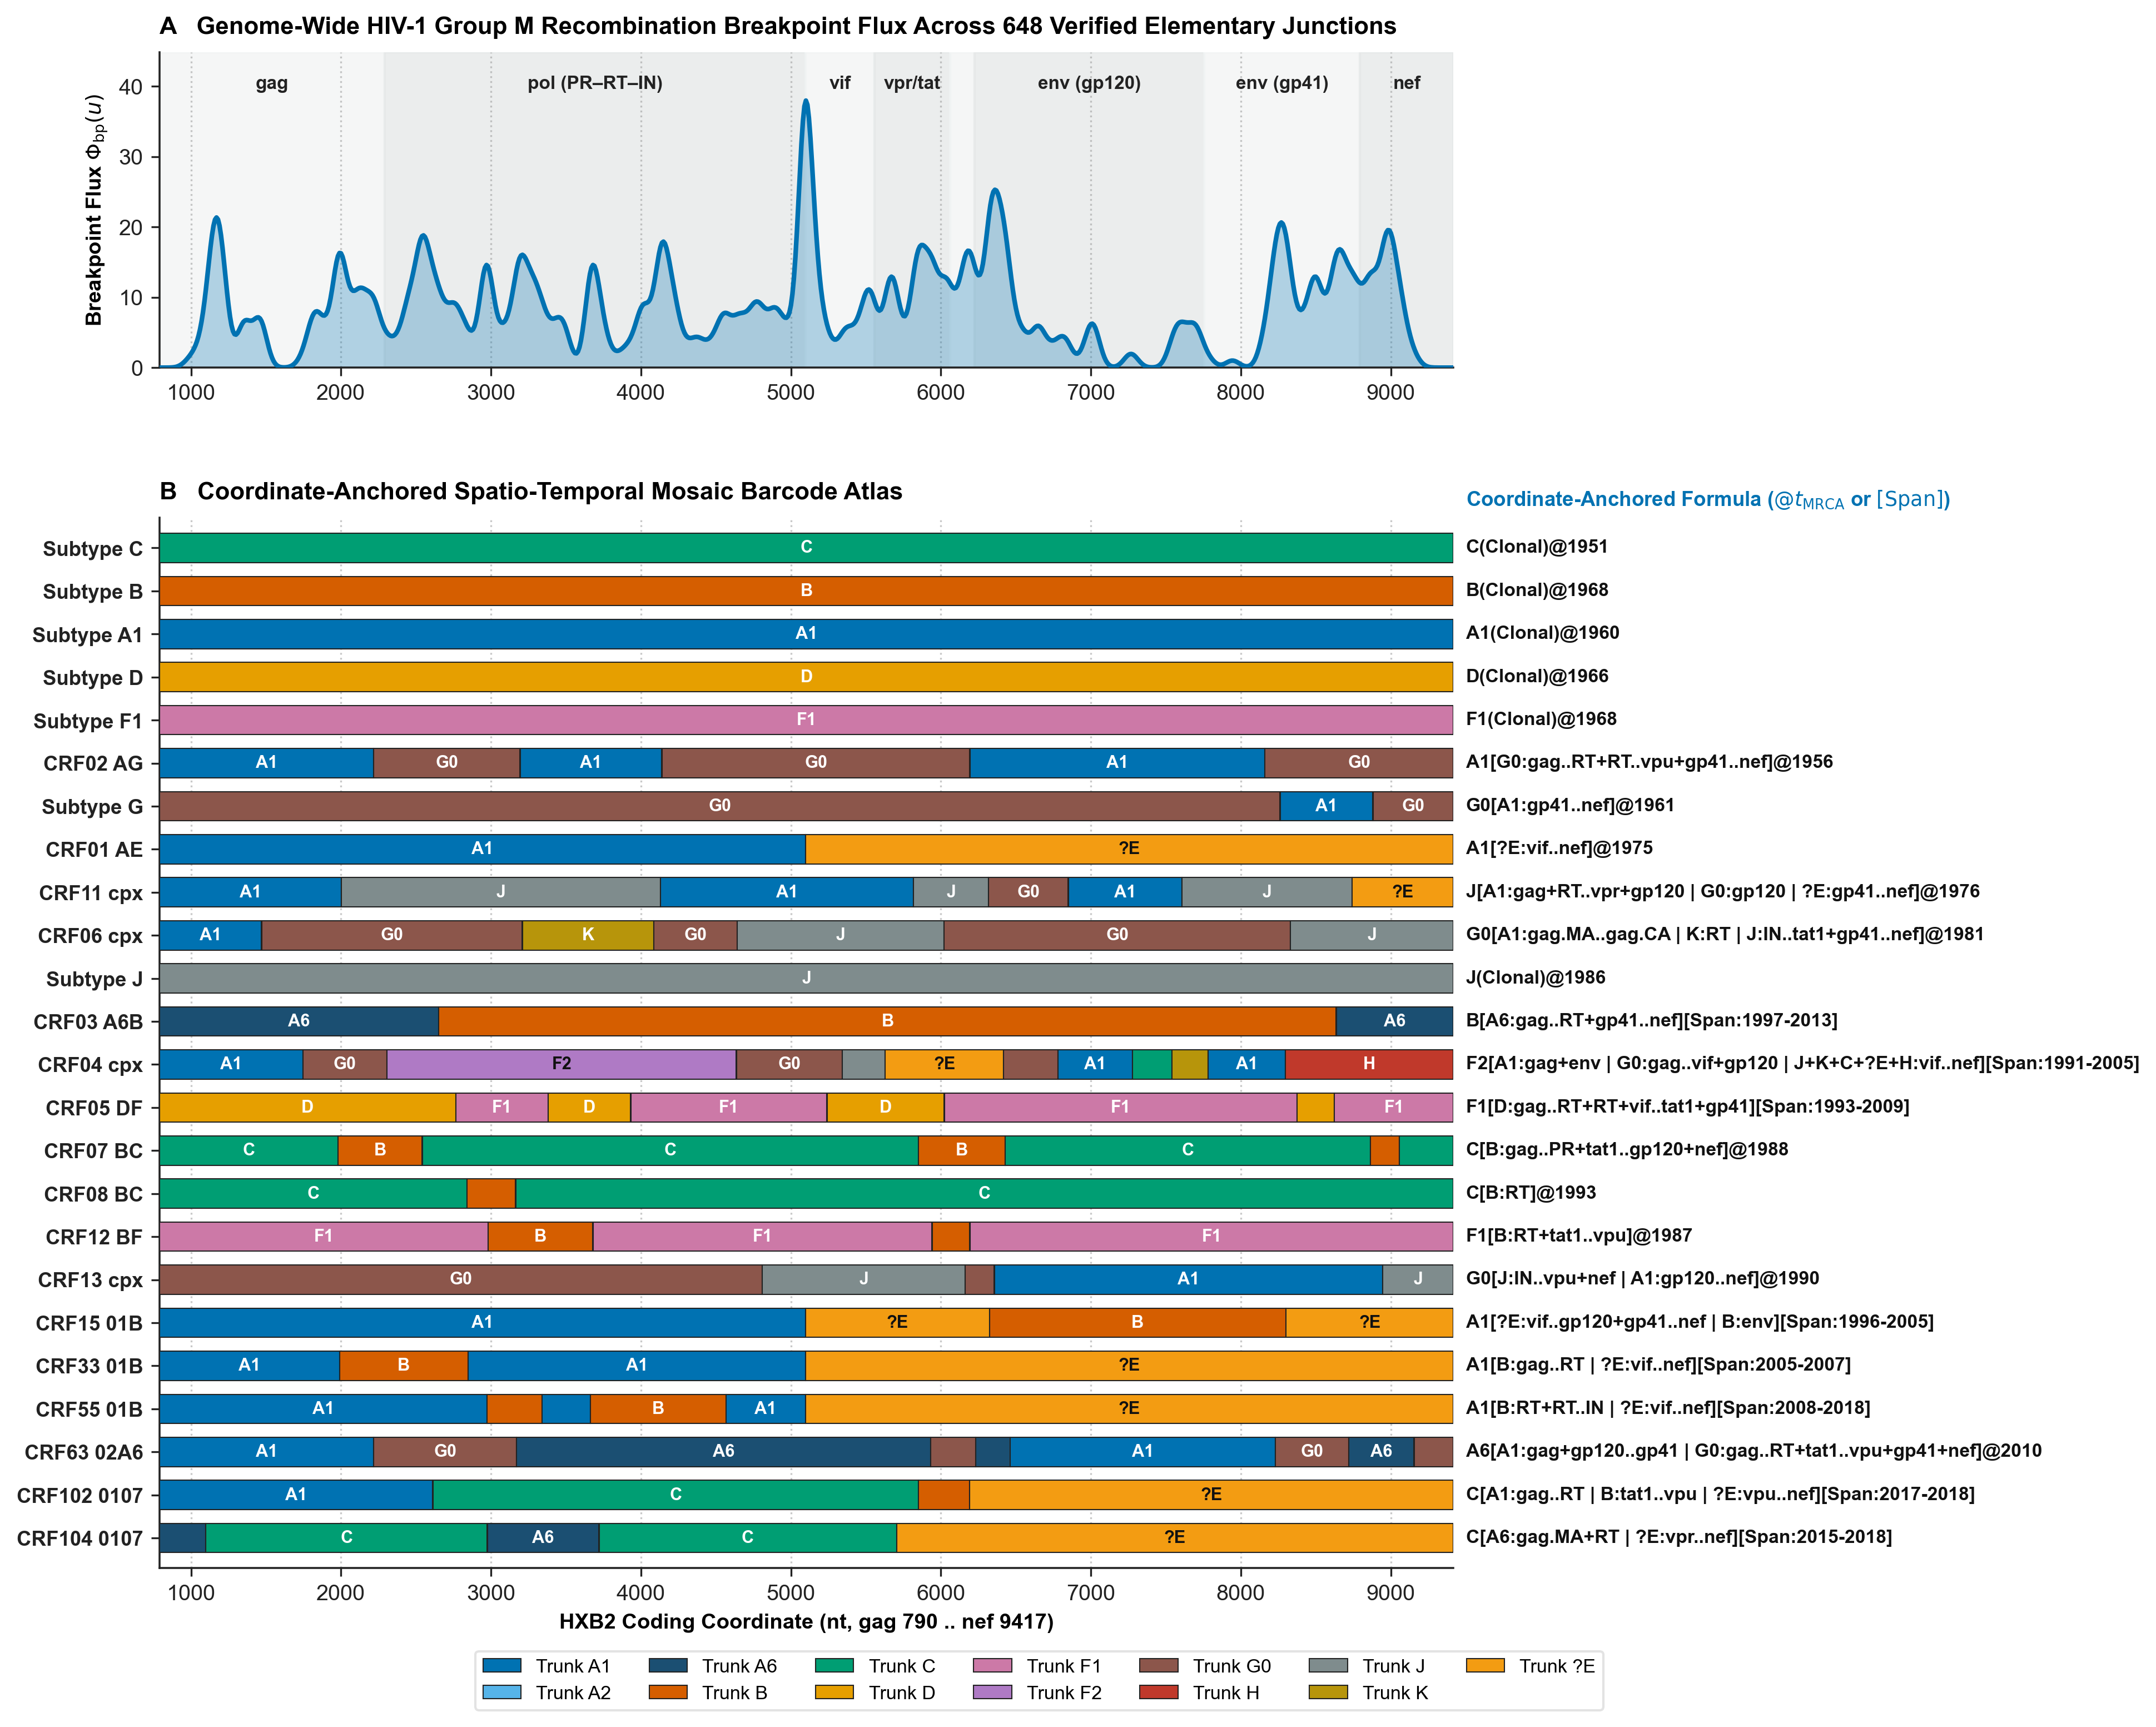 A Genome-Wide HIV-1 Group M Recombination Breakpoint Flux Across 648 Verified Elementary Junctions
Breakpoint Flux Φbp(u)
gag pol (PR–RT–IN) vif vpr/tat env (gp120) env (gp41) nef
40
30
20
10
0
1000 2000 3000 4000 5000 6000 7000 8000 9000
B Coordinate-Anchored Spatio-Temporal Mosaic Barcode Atlas
Coordinate-Anchored Formula (@tMRCA or [Span])
Subtype C C C(Clonal)@1951
Subtype B B B(Clonal)@1968
Subtype A1 A1 A1(Clonal)@1960
Subtype D D D(Clonal)@1966
Subtype F1 F1 F1(Clonal)@1968
CRF02 AG A1 G0 A1 G0 A1 G0 A1[G0:gag..RT+RT..vpu+gp41..nef]@1956
Subtype G G0 A1 G0 G0[A1:gp41..nef]@1961
CRF01 AE A1 ?E A1[?E:vif..nef]@1975
CRF11 cpx A1 J A1 J G0 A1 J ?E J[A1:gag+RT..vpr+gp120 | G0:gp120 | ?E:gp41..nef]@1976
CRF06 cpx A1 G0 K G0 J G0 J G0[A1:gag.MA..gag.CA | K:RT | J:IN..tat1+gp41..nef]@1981
Subtype J J J(Clonal)@1986
CRF03 A6B A6 B A6 B[A6:gag..RT+gp41..nef][Span:1997-2013]
CRF04 cpx A1 G0 F2 G0 ?E A1 A1 H F2[A1:gag+env | G0:gag..vif+gp120 | J+K+C+?E+H:vif..nef][Span:1991-2005]
CRF05 DF D F1 D F1 D F1 F1 F1[D:gag..RT+RT+vif..tat1+gp41][Span:1993-2009]
CRF07 BC C B C B C C[B:gag..PR+tat1..gp120+nef]@1988
CRF08 BC C C C[B:RT]@1993
CRF12 BF F1 B F1 F1 F1[B:RT+tat1..vpu]@1987
CRF13 cpx G0 J A1 J G0[J:IN..vpu+nef | A1:gp120..nef]@1990
CRF15 01B A1 ?E B ?E A1[?E:vif..gp120+gp41..nef | B:env][Span:1996-2005]
CRF33 01B A1 B A1 ?E A1[B:gag..RT | ?E:vif..nef][Span:2005-2007]
CRF55 01B A1 B A1 ?E A1[B:RT+RT..IN | ?E:vif..nef][Span:2008-2018]
CRF63 02A6 A1 G0 A6 A1 G0 A6 A6[A1:gag+gp120..gp41 | G0:gag..RT+tat1..vpu+gp41+nef]@2010
CRF102 0107 A1 C ?E C[A1:gag..RT | B:tat1..vpu | ?E:vpu..nef][Span:2017-2018]
CRF104 0107 C A6 C ?E C[A6:gag.MA+RT | ?E:vpr..nef][Span:2015-2018]
1000 2000 3000 4000 5000 6000 7000 8000 9000
HXB2 Coding Coordinate (nt, gag 790 .. nef 9417)
Trunk A1 Trunk A6 Trunk C Trunk F1 Trunk G0 Trunk J Trunk ?E
Trunk A2 Trunk B Trunk D Trunk F2 Trunk H Trunk K